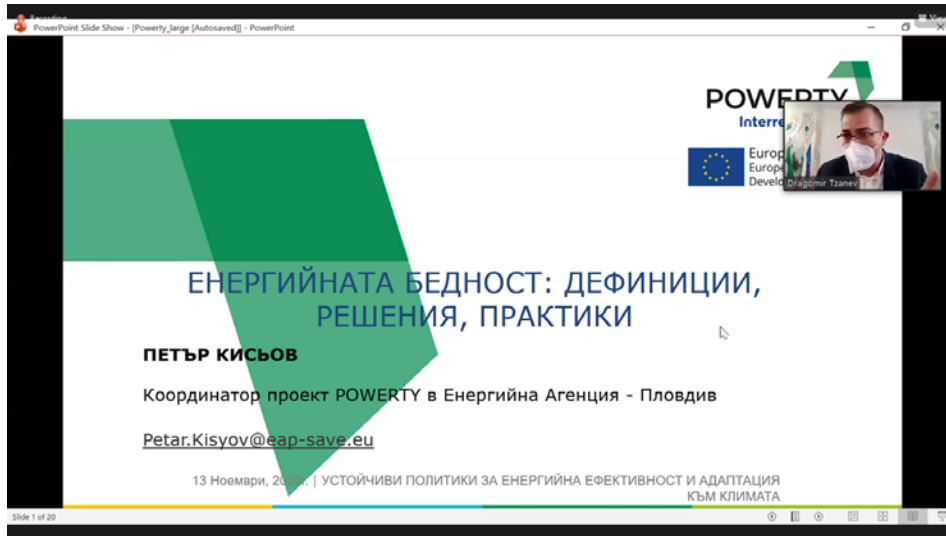 Recording
View
PowerPoint Slide Show - [Powerty_large [Autosaved]] - PowerPoint
POWERTY
Interre
Europ
Europe
Develo
Dragomir Tzanev
ЕНЕРГИЙНАТА БЕДНОСТ: ДЕФИНИЦИИ,
РЕШЕНИЯ, ПРАКТИКИ
ПЕТЪР КИСЬОВ
Координатор проект POWERTY в Енергийна Агенция - Пловдив
Petar.Kisyov@eap-save.eu
13 Ноември, | УСТОЙЧИВИ ПОЛИТИКИ ЗА ЕНЕРГИЙНА ЕФЕКТИВНОСТ И АДАПТАЦИЯ
КЪМ КЛИМАТА
Slide 1 of 20